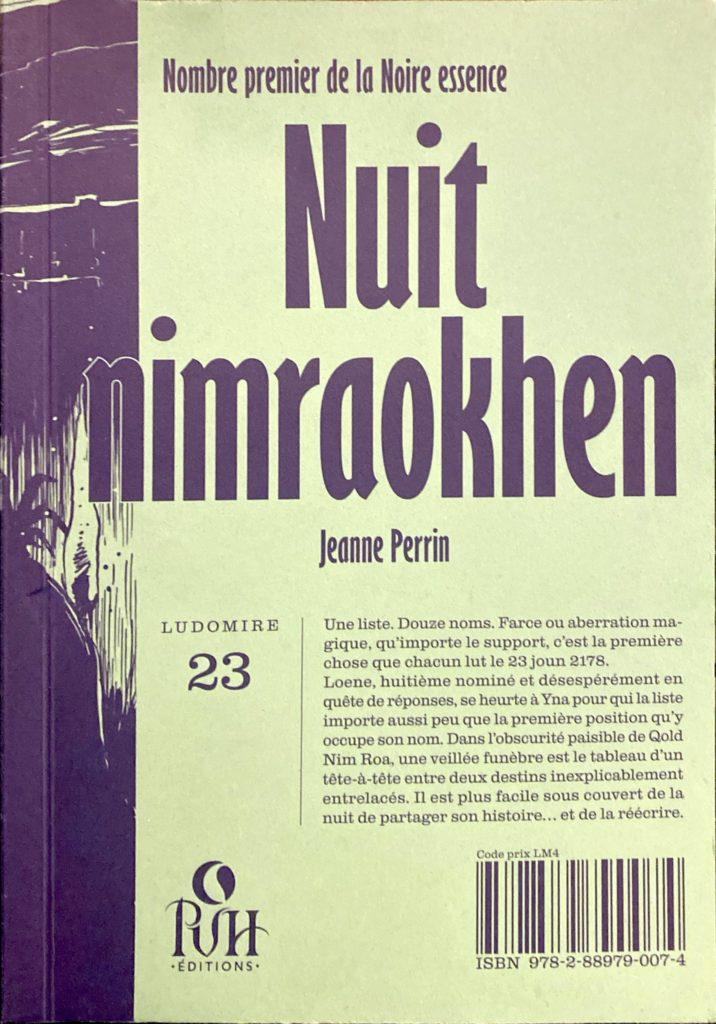 Nombre premier de la Noire essence
Nuit
nimraokhen
Jeanne Perrin
LUDOMIRE
23
Une liste. Douze noms. Farce ou aberration ma-
gique, qu'importe le support, c'est la première
chose que chacun lut le 23 joun 2178.
Loene, huitième nominé et désespérément en
quête de réponses, se heurte à Yna pour qui la liste
importe aussi peu que la première position qu'y
occupe son nom. Dans l'obscurité paisible de Qold
Nim Roa, une veillée funèbre est le tableau d'un
tête-à-tête entre deux destins inexplicablement
entrelacés. Il est plus facile sous couvert de la
nuit de partager son histoire... et de la réécrire.
PVH
·ÉDITIONS·
Code prix LM4
ISBN 978-2-88979-007-4